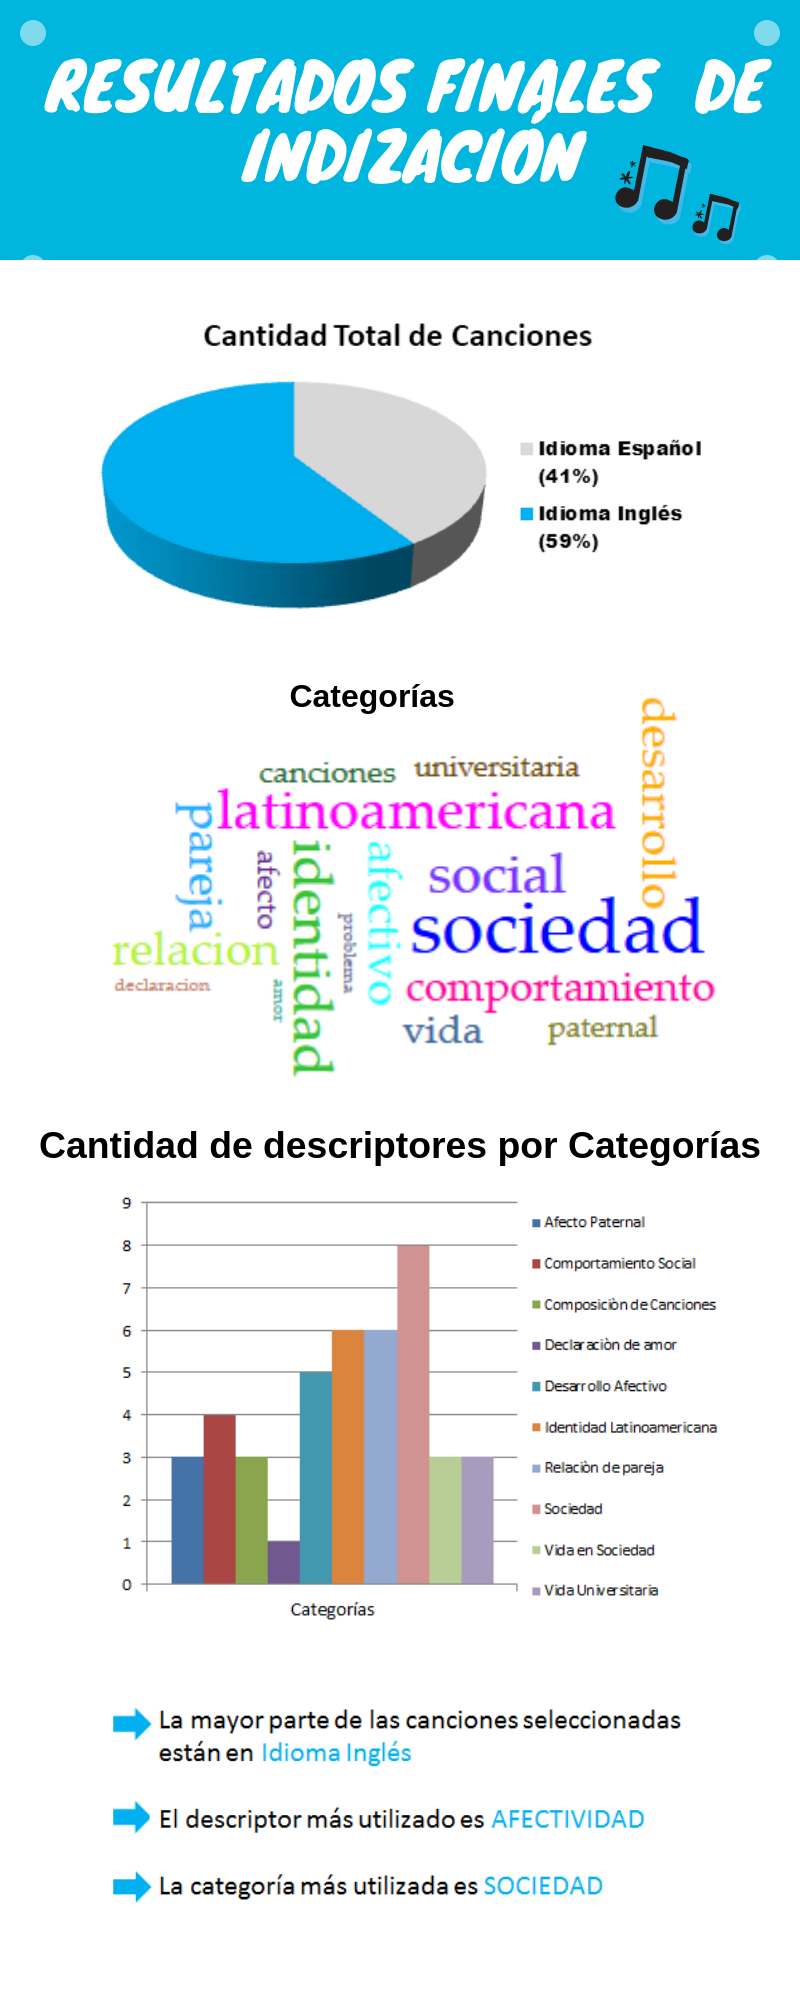 RESULTADOS FINALES DE
INDIZACIÓN
Cantidad Total de Canciones
Idioma Español
(41%)
Idioma Inglés
(59%)
Categorías
desarrollo
canciones
universitaria
latinoamericana
pareja
afecto
identidad
afectivo
social
sociedad
problema
relacion
declaracion
amor
comportamiento
vida
paternal
Cantidad de descriptores por Categorías
9
8
7
6
5
4
3
2
1
0
Categorías
Afecto Paternal
Comportamiento Social
Composiciòn de Canciones
Declaraciòn de amor
Desarrollo Afectivo
Identidad Latinoamericana
Relaciòn de pareja
Sociedad
Vida en Sociedad
Vida Universitaria
La mayor parte de las canciones seleccionadas
están en Idioma Inglés
El descriptor más utilizado es AFECTIVIDAD
La categoría más utilizada es SOCIEDAD